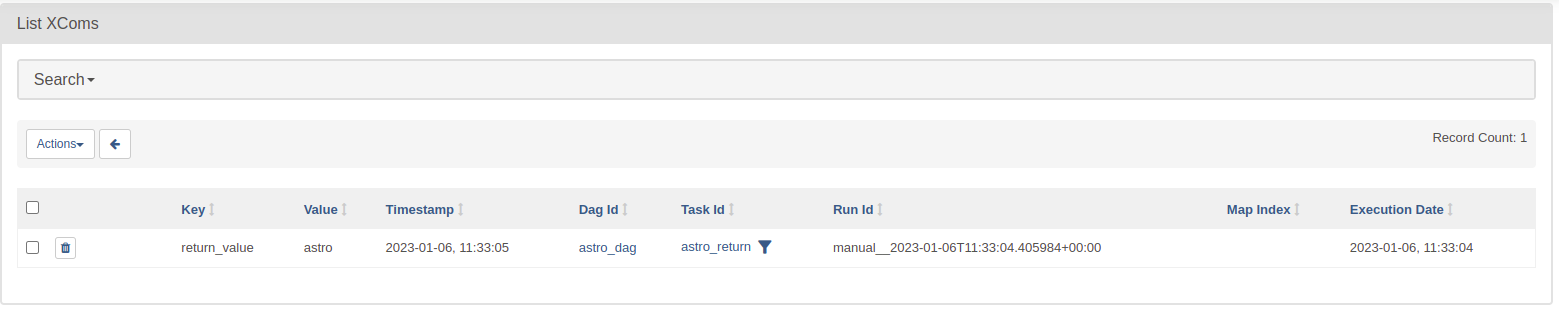 List XComs
Search
Actions
Record Count: 1
Key Value Timestamp Dag Id Task Id Run Id Map Index Execution Date
return_value astro 2023-01-06, 11:33:05 astro_dag astro_return manual__2023-01-06T11:33:04.405984+00:00 2023-01-06, 11:33:04